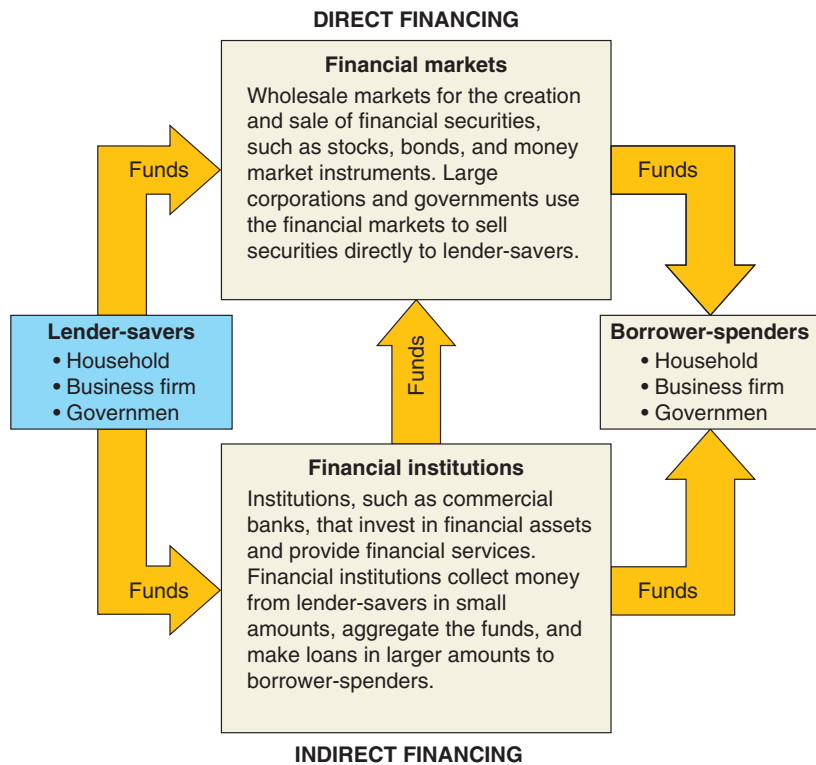 DIRECT FINANCING
Financial markets
Wholesale markets for the creation
and sale of financial securities,
such as stocks, bonds, and money
market instruments. Large
corporations and governments use
the financial markets to sell
securities directly to lender-savers.
Funds
Funds
Lender-savers
• Household
• Business firm
• Governmen
Funds
Borrower-spenders
• Household
• Business firm
• Governmen
Financial institutions
Institutions, such as commercial
banks, that invest in financial assets
and provide financial services.
Financial institutions collect money
from lender-savers in small
amounts, aggregate the funds, and
make loans in larger amounts to
borrower-spenders.
Funds
Funds
INDIRECT FINANCING